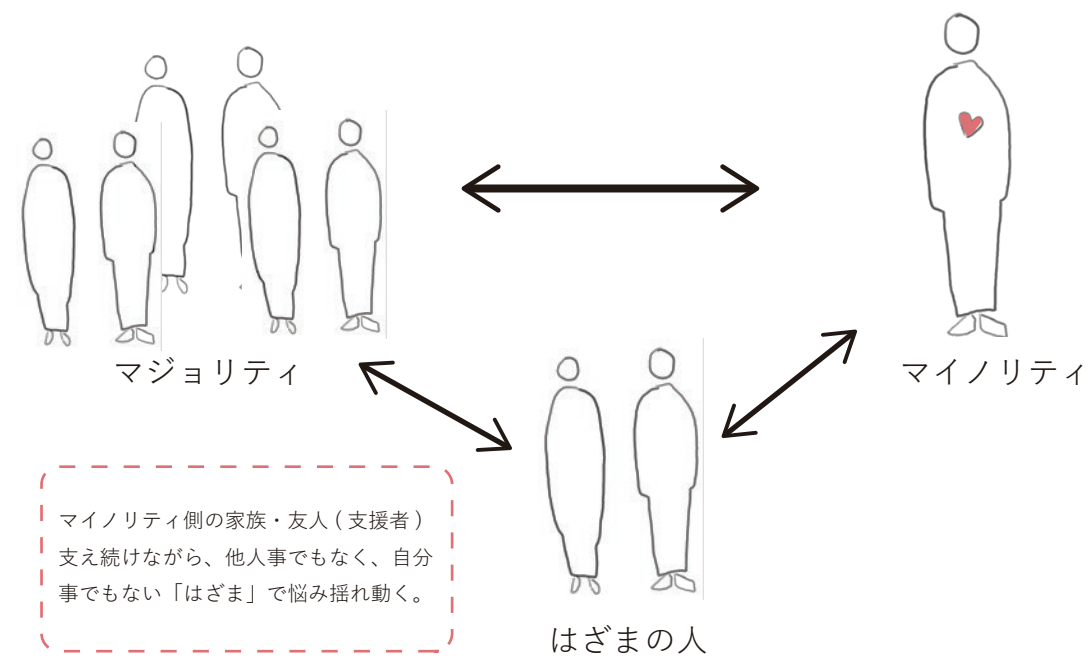 マジョリティ
マイノリティ
マイノリティ側の家族・友人 ( 支援者 )
支え続けながら、他人事でもなく、自分
事でもない「はざま」で悩み揺れ動く。
はざまの人